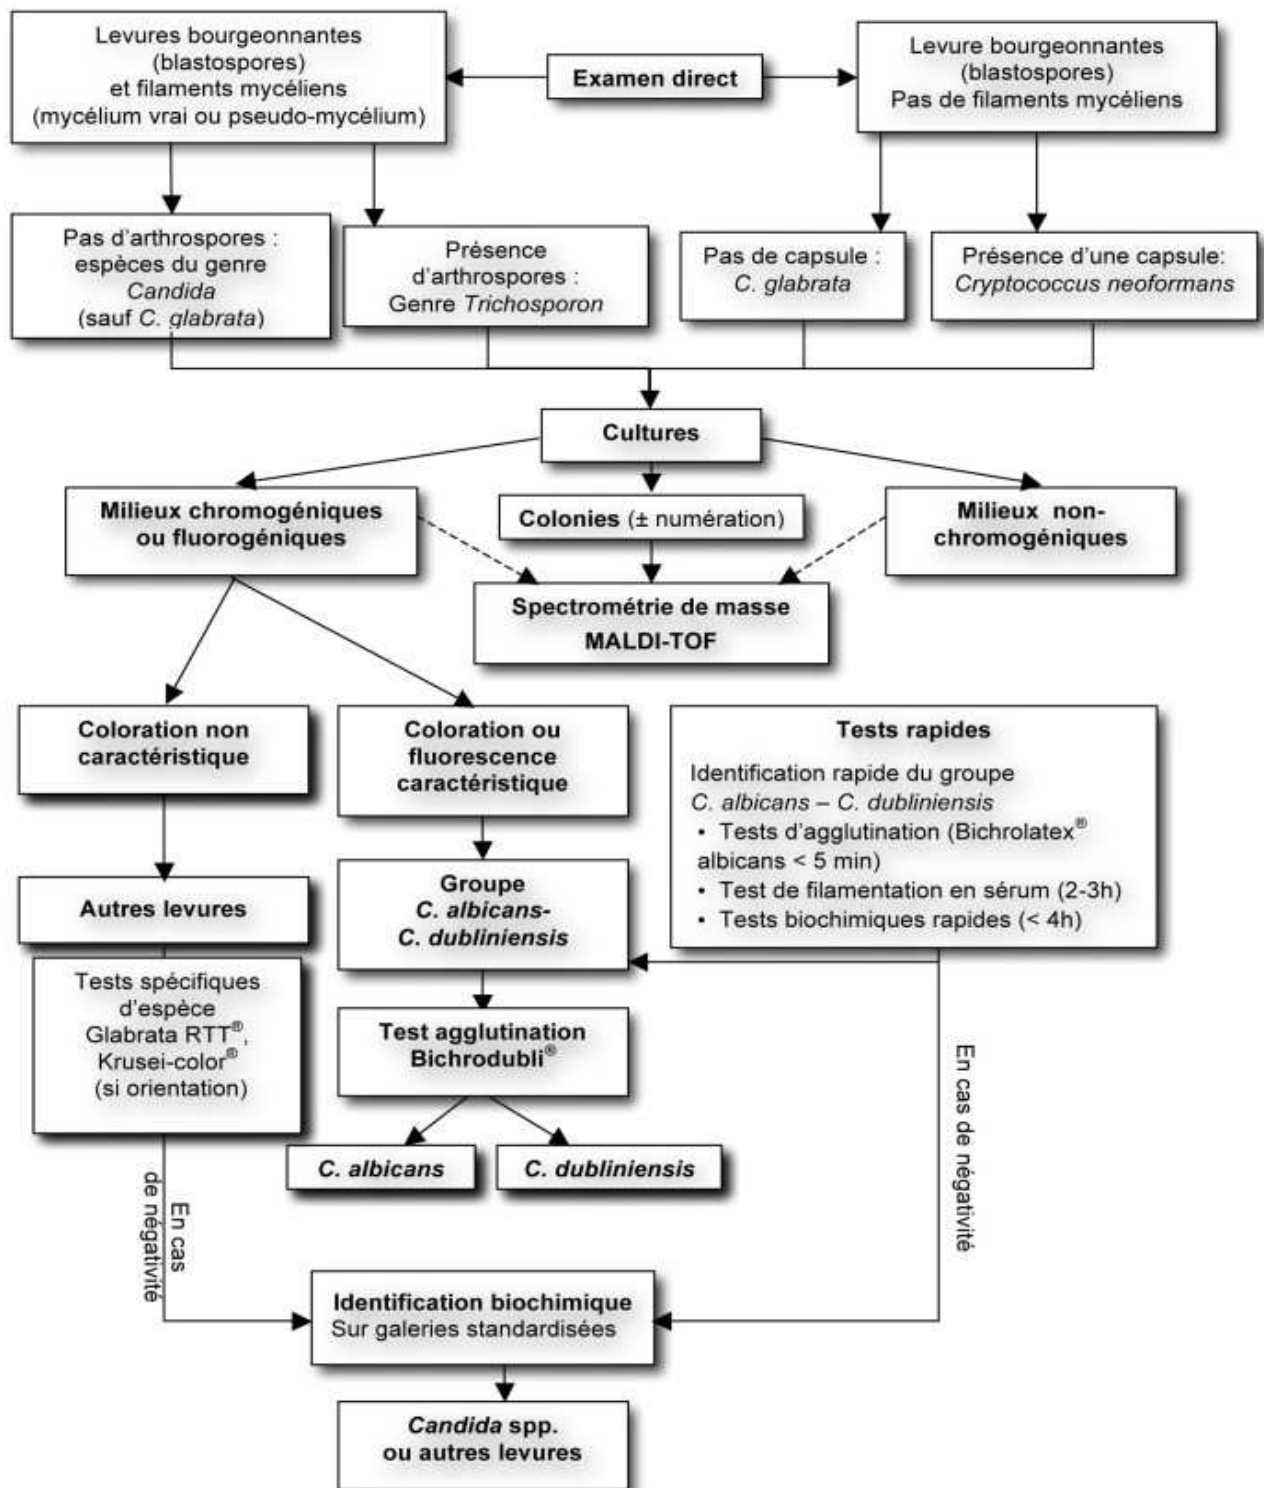 Levures bourgeonnantes
(blastospores)
et filaments mycéliens
(mycélium vrai ou pseudo-mycélium)
Examen direct
Levure bourgeonnantes
(blastospores)
Pas de filaments mycéliens
Pas d'arthrospores :
espèces du genre
Candida
(sauf C. glabrata)
Présence
d'arthrospores :
Genre Trichosporon
Pas de capsule :
C. glabrata
Présence d'une capsule:
Cryptococcus neoformans
Cultures
Milieux chromogéniques
ou fluorogéniques
Colonies (± numération)
Milieux non-
chromogéniques
Spectrométrie de masse
MALDI-TOF
Coloration non
caractéristique
Coloration ou
fluorescence
caractéristique
Tests rapides
Identification rapide du groupe
C. albicans – C. dubliniensis
• Tests d'agglutination (Bichrolatex®
albicans < 5 min)
• Test de filamentation en sérum (2-3h)
• Tests biochimiques rapides (< 4h)
Autres levures
Groupe
C. albicans-
C. dubliniensis
Tests spécifiques
d'espèce
Glabrata RTT®,
Krusei-color®
(si orientation)
Test agglutination
Bichrodubli®
C. albicans
C. dubliniensis
En cas
de négativité
En cas de négativité
Identification biochimique
Sur galeries standardisées
Candida spp.
ou autres levures